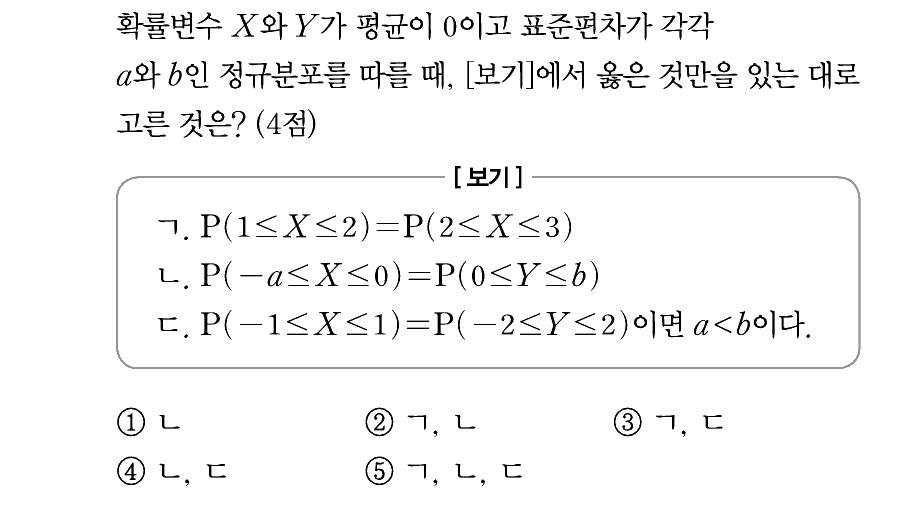 확률변수 X와 Y가 평균이 0이고 표준편차가 각각
a와 b인 정규분포를 따를 때, [보기]에서 옳은 것만을 있는 대로
고른 것은? (4점)
[ 보기 ]
ㄱ. P(1≤X≤2)=P(2≤X≤3)
ㄴ. P(-a≤X≤0)=P(0≤Y≤b)
ㄷ. P(-1≤X≤1)=P(-2≤Y≤2)이면 a<b이다.
① ㄴ ② ㄱ, ㄴ ③ ㄱ, ㄷ
④ ㄴ, ㄷ ⑤ ㄱ, ㄴ, ㄷ